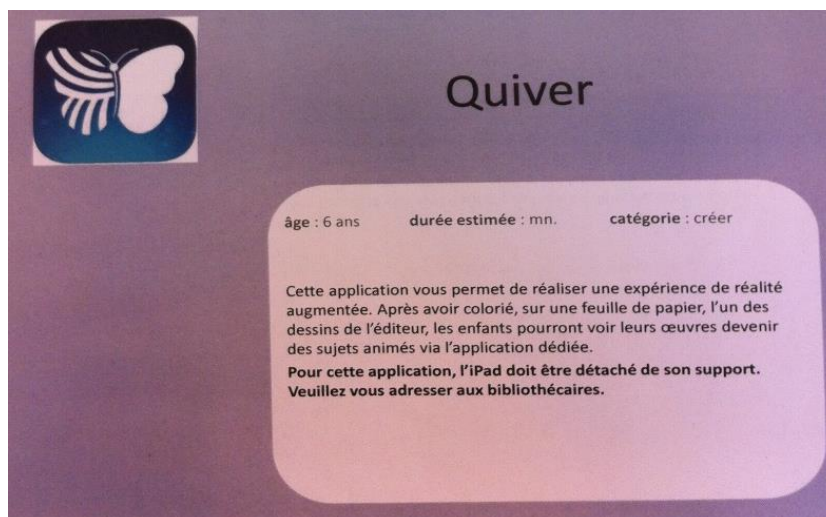 Quiver
âge : 6 ans durée estimée : mn. catégorie : créer
Cette application vous permet de réaliser une expérience de réalité
augmentée. Après avoir colorié, sur une feuille de papier, l’un des
dessins de l’éditeur, les enfants pourront voir leurs œuvres devenir
des sujets animés via l’application dédiée.
Pour cette application, l’iPad doit être détaché de son support.
Veuillez vous adresser aux bibliothécaires.